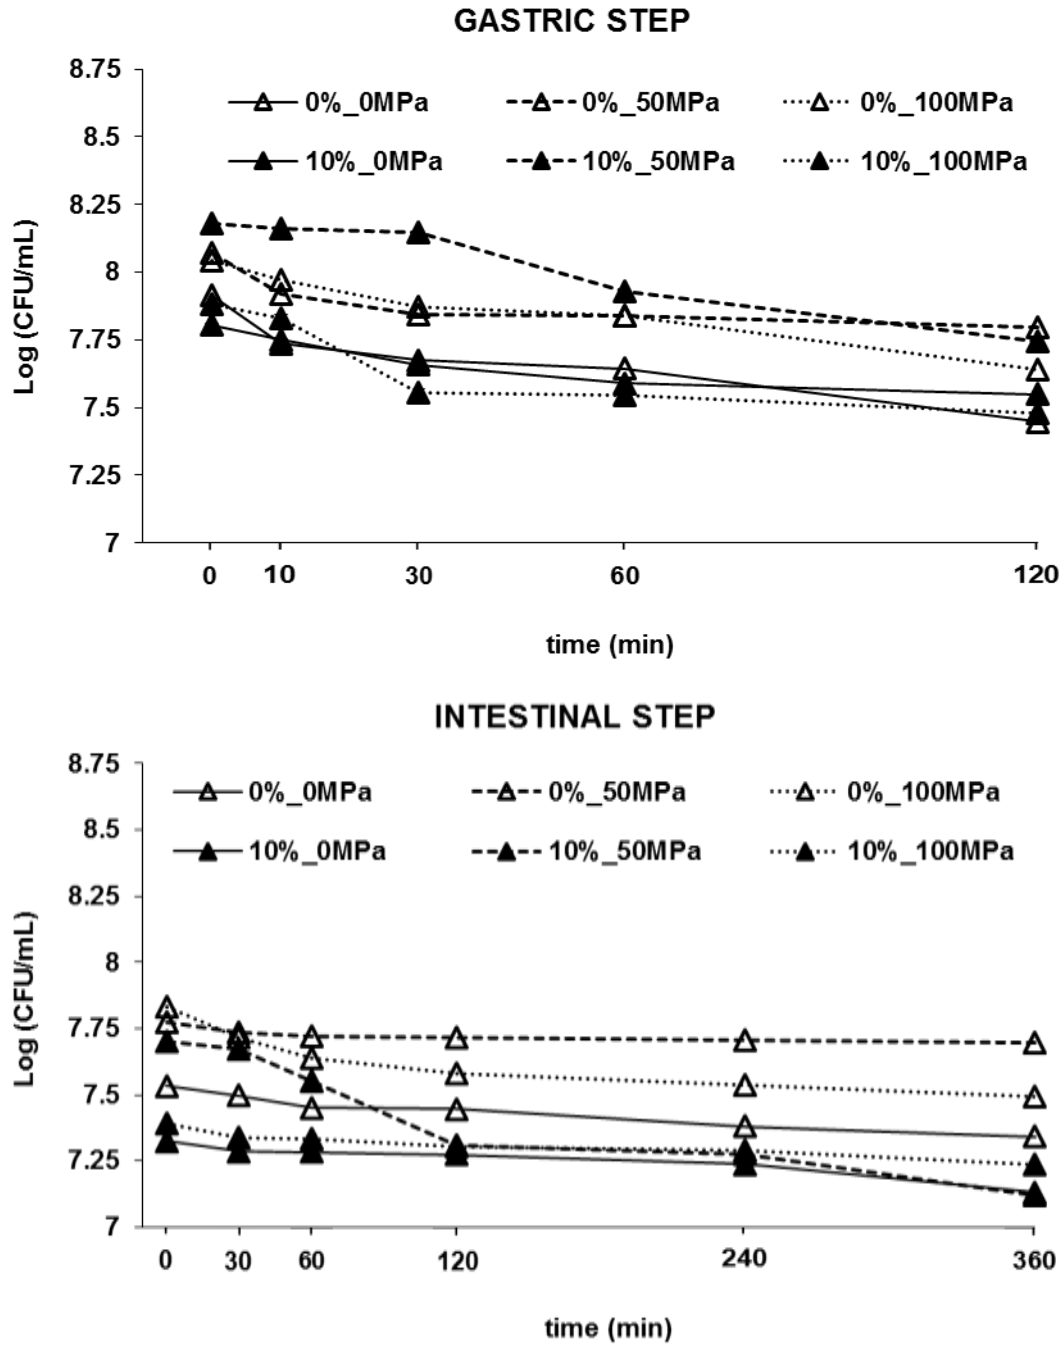 GASTRIC STEP
8.75
0%_0MPa 0%_50MPa 0%_100MPa
8.5
10%_0MPa 10%_50MPa 10%_100MPa
8.25
8
7.75
7.5
7.25
7
Log (CFU/mL)
0 10 30 60 120
time (min)
INTESTINAL STEP
8.75
0%_0MPa 0%_50MPa 0%_100MPa
8.5
10%_0MPa 10%_50MPa 10%_100MPa
8.25
8
7.75
7.5
7.25
7
Log (CFU/mL)
0 30 60 120 240 360
time (min)